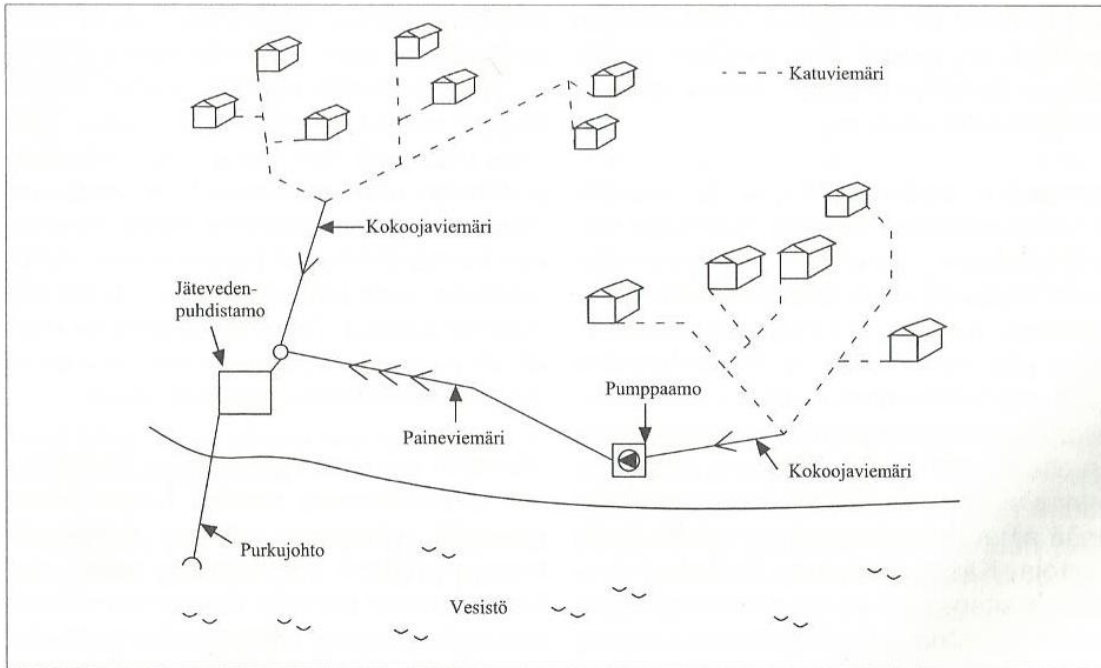 Katuviemäri
Kokoojaviemäri
Jäteveden-
puhdistamo
Pumppaamo
Paineviemäri
Kokoojaviemäri
Purkujohto
Vesistö